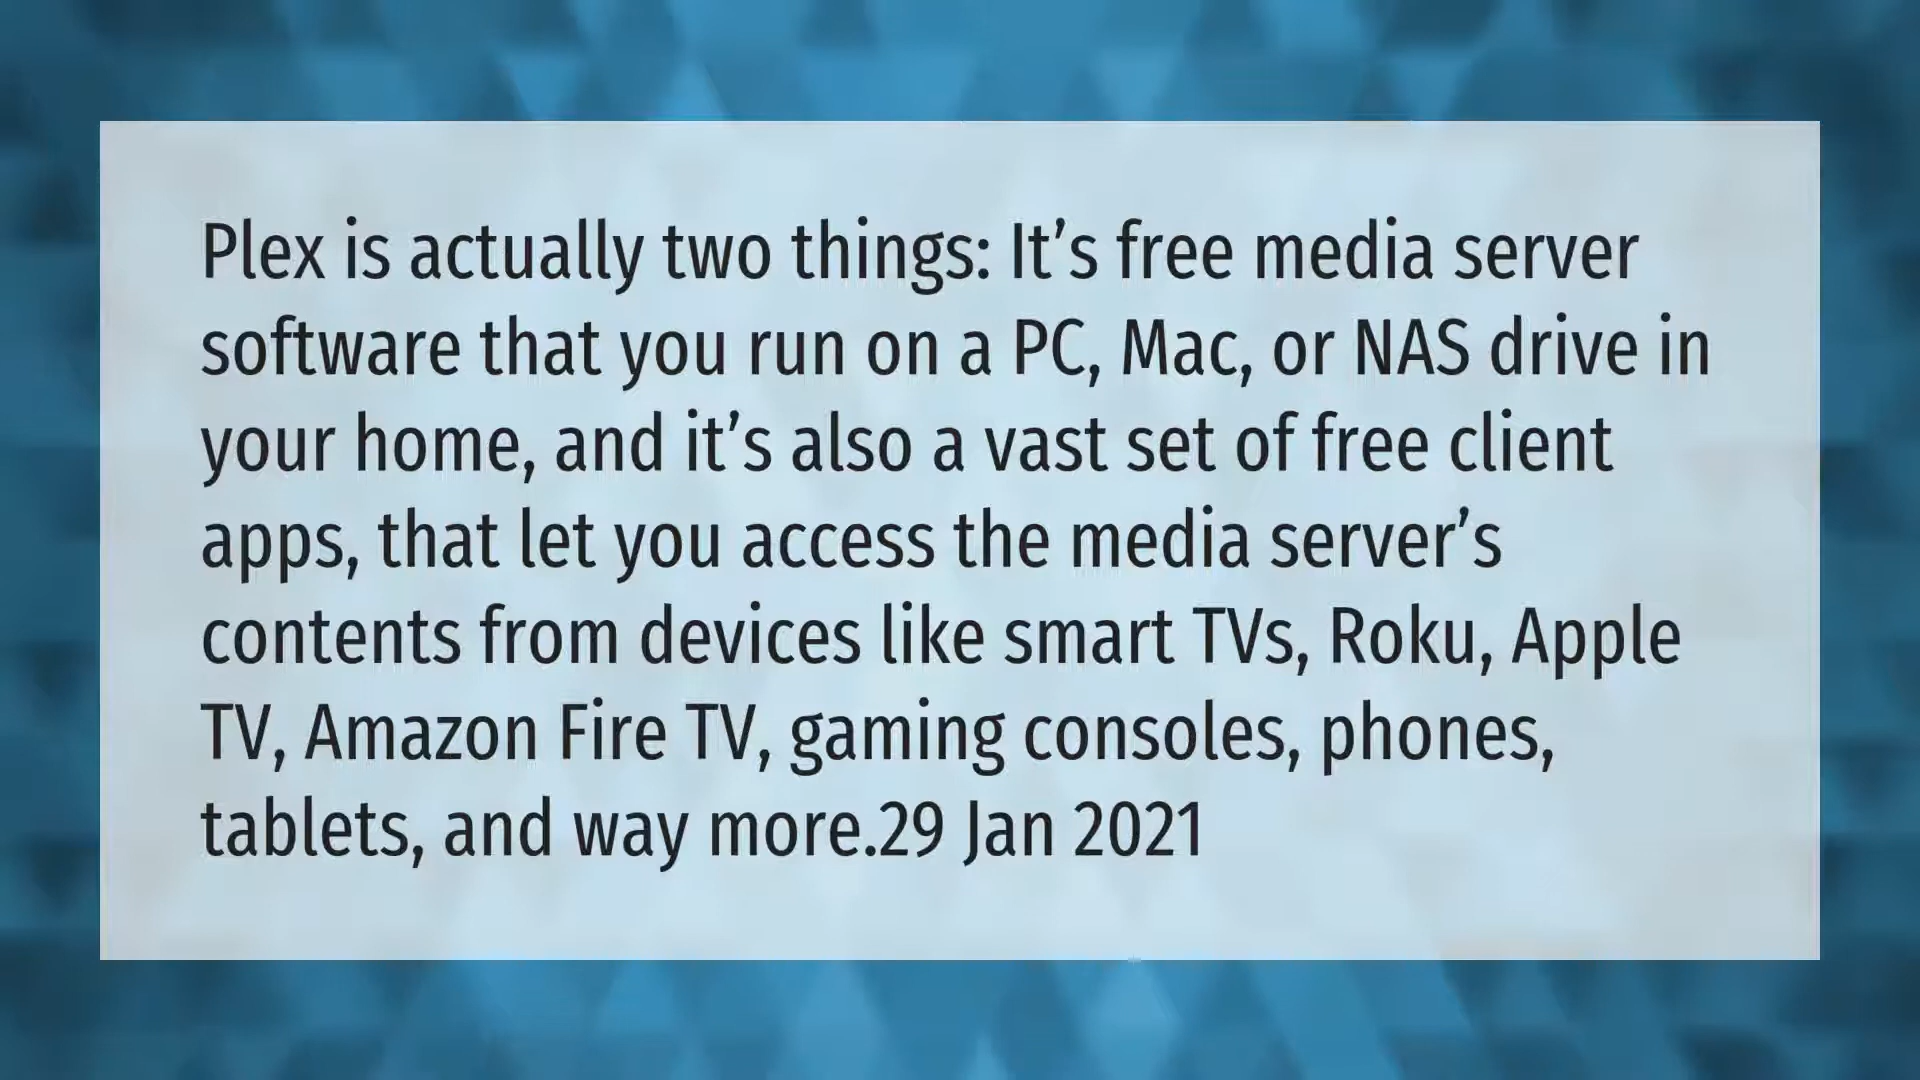 Plex is actually two things: It’s free media server
software that you run on a PC, Mac, or NAS drive in
your home, and it’s also a vast set of free client
apps, that let you access the media server’s
contents from devices like smart TVs, Roku, Apple
TV, Amazon Fire TV, gaming consoles, phones,
tablets, and way more.29 Jan 2021